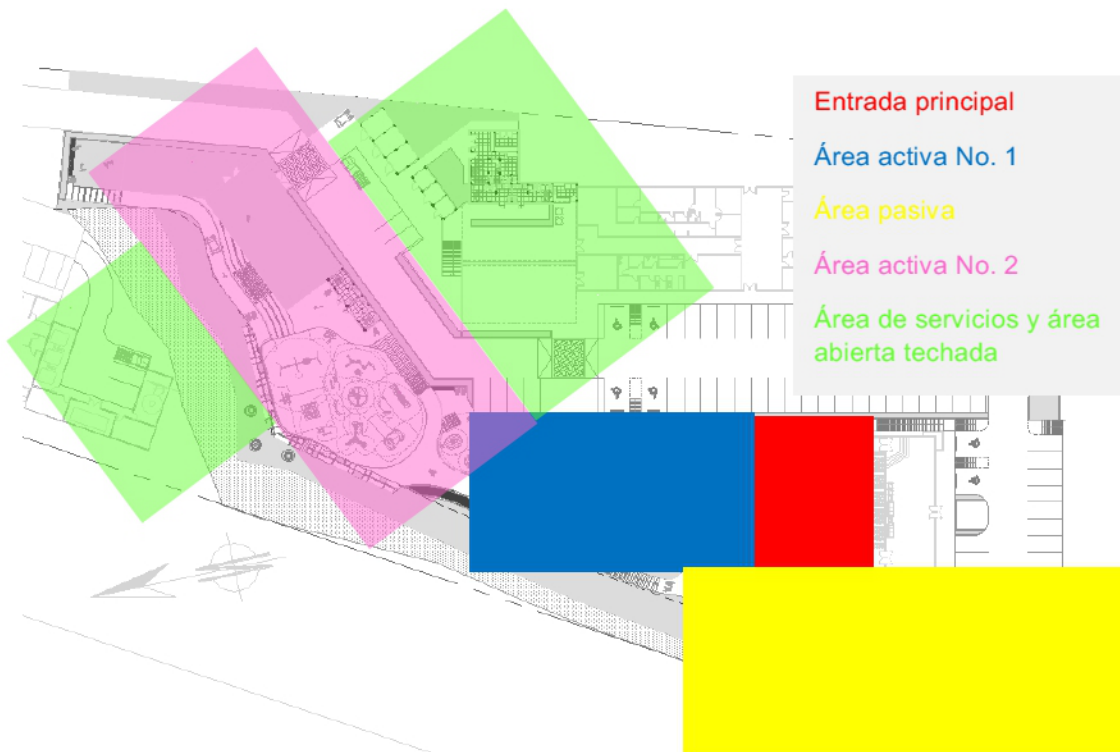 Entrada principal
Área activa No. 1
Área pasiva
Área activa No. 2
Área de servicios y área
abierta techada